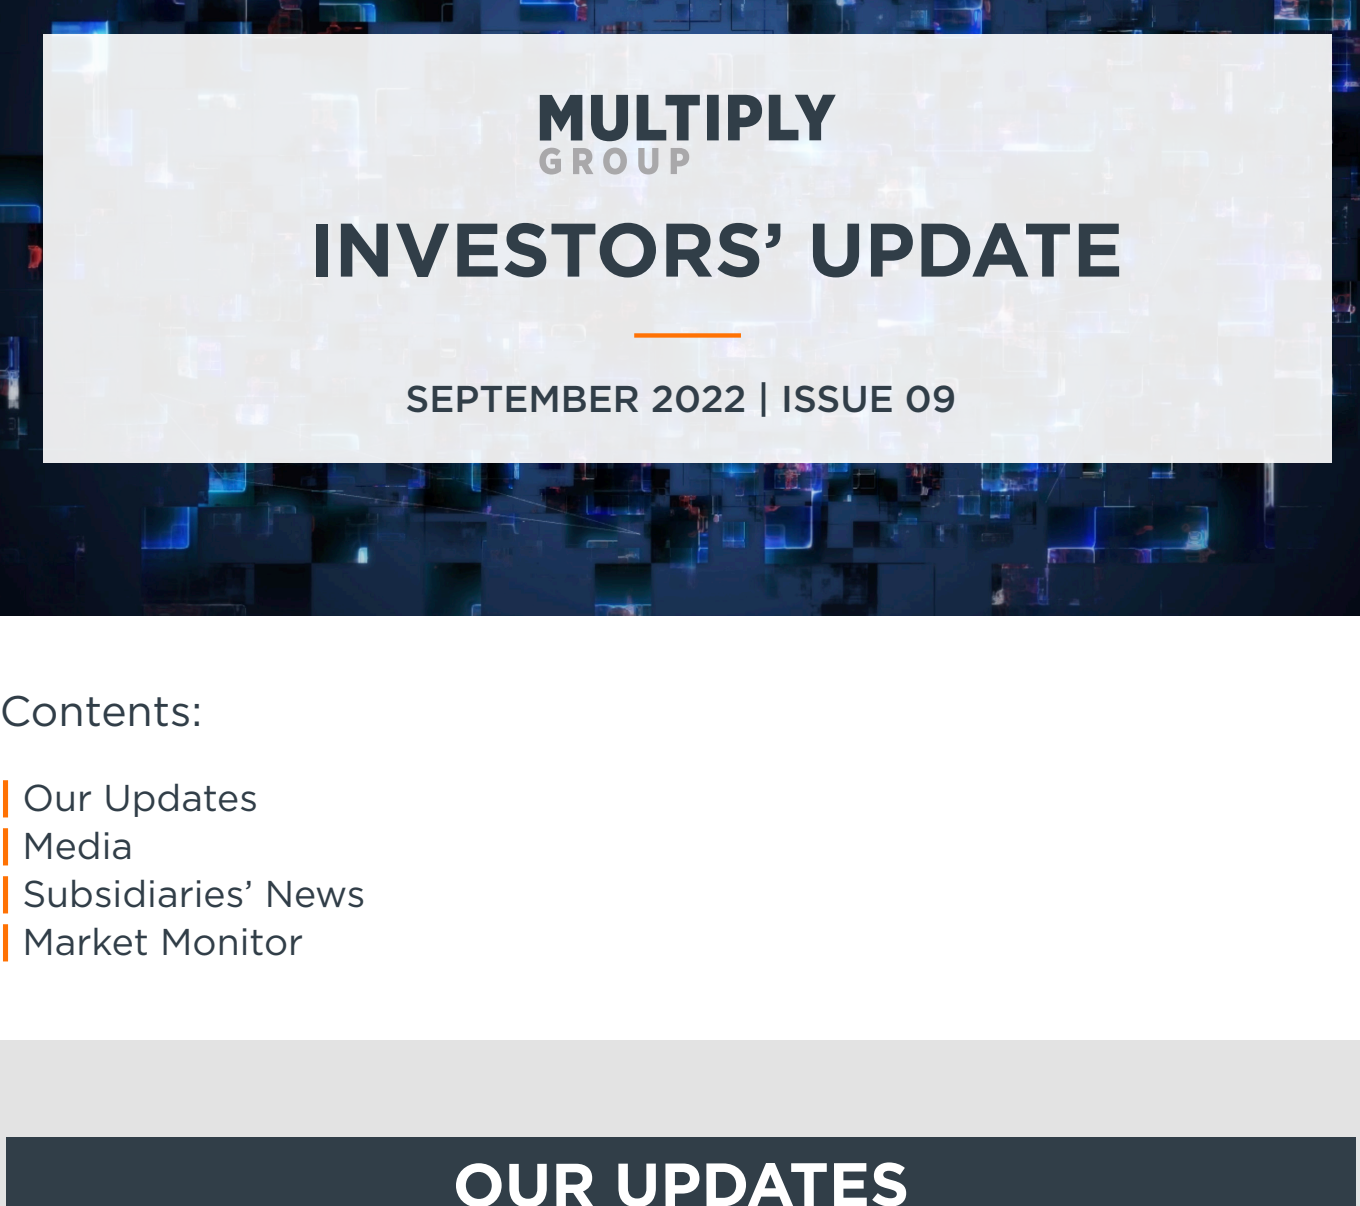 MULTIPLY
GROUP
INVESTORS’ UPDATE
SEPTEMBER 2022 | ISSUE 09
Contents:
Our Updates
Media
Subsidiaries’ News
Market Monitor
OUR UPDATES